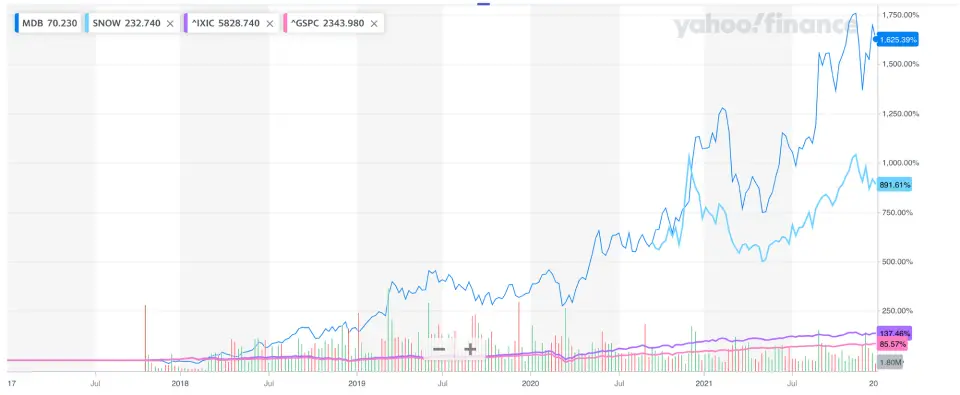 MDB 70.230 SNOW 232.740 × ^IXIC 5828.740 × ^GSPC 2343.980 ×
yahoo!finance
1,750.00%
1,625.39%
1,500.00%
1,250.00%
1,000.00%
891.61%
750.00%
500.00%
250.00%
137.46%
85.57%
1.80M
17 Jul 2018 Jul 2019 Jul 2020 Jul 2021 Jul 20